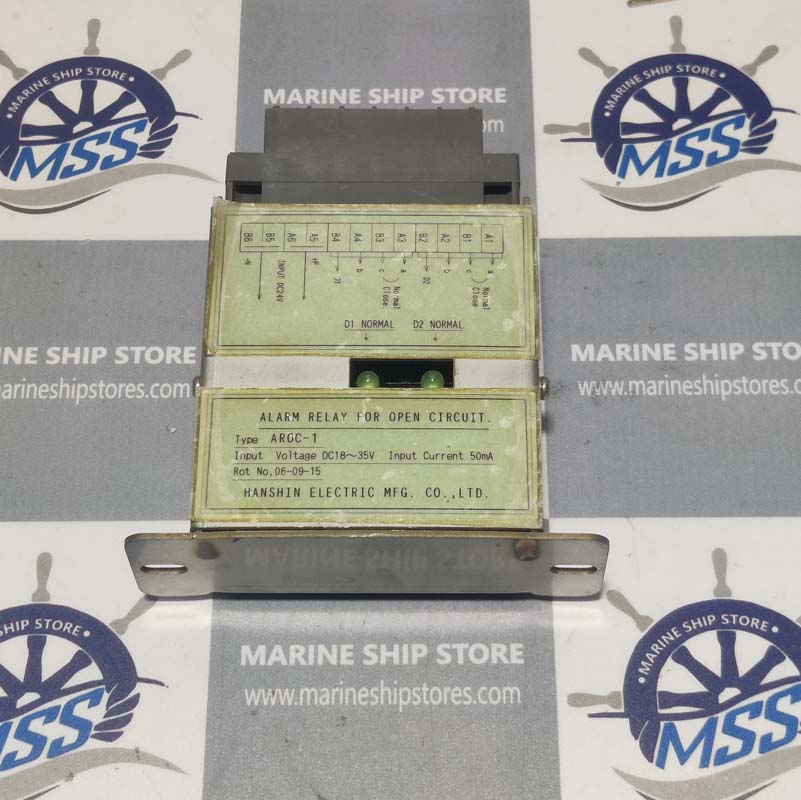 MARINE SHIP STORE
MSS
MARINE SHIP STORE
.com
MARINE SHIP STORE
MSS
B6 B5 A6 A5 B4 A4 B3 A3 B2 A2 B1 A1
-N INPUT DC24V +P D1 b c a D2 b c a
Normal Close
Normal Close
D1 NORMAL D2 NORMAL
NE SHIP STORE
marineshipstores.com
MARINE SHIP STORE
www.marineshipstores.c
ALARM RELAY FOR OPEN CIRCUIT.
Type AROC-1
Input Voltage DC18～35V Input Current 50mA
Rot No,06-09-15
HANSHIN ELECTRIC MFG. CO.,LTD.
MARINE SHIP STORE
SHIP STORE
MSS
MARINE SHIP STORE
www.marineshipstores.com
MARINE SHIP STORE
MSS